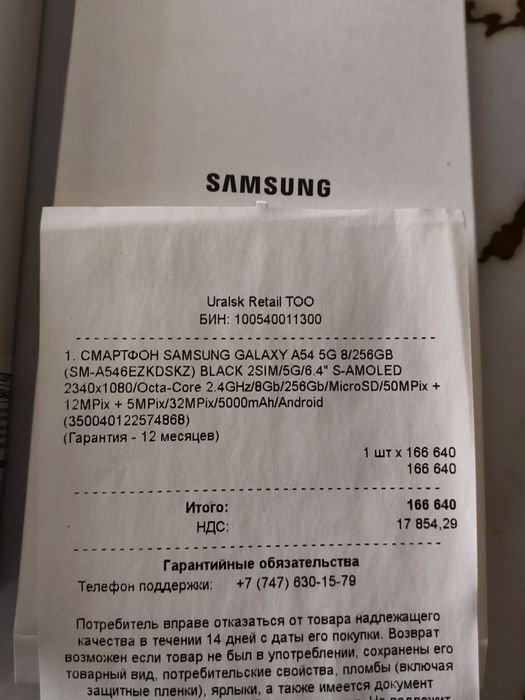 SAMSUNG
Uralsk Retail ТОО
БИН: 100540011300
1. СМАРТФОН SAMSUNG GALAXY A54 5G 8/256GB
(SM-A546EZKDSKZ) BLACK 2SIM/5G/6.4" S-AMOLED
2340x1080/Octa-Core 2.4GHz/8Gb/256Gb/MicroSD/50MPix +
12MPix + 5MPix/32MPix/5000mAh/Android
(350040122574868)
(Гарантия - 12 месяцев)
1 шт x 166 640
166 640
Итого: 166 640
НДС: 17 854,29
Гарантийные обязательства
Телефон поддержки: +7 (747) 630-15-79
Потребитель вправе отказаться от товара надлежащего
качества в течении 14 дней с даты его покупки. Возврат
возможен если товар не был в употреблении, сохранены его
товарный вид, потребительские свойства, пломбы (включая
защитные пленки), ярлыки, а также имеется документ